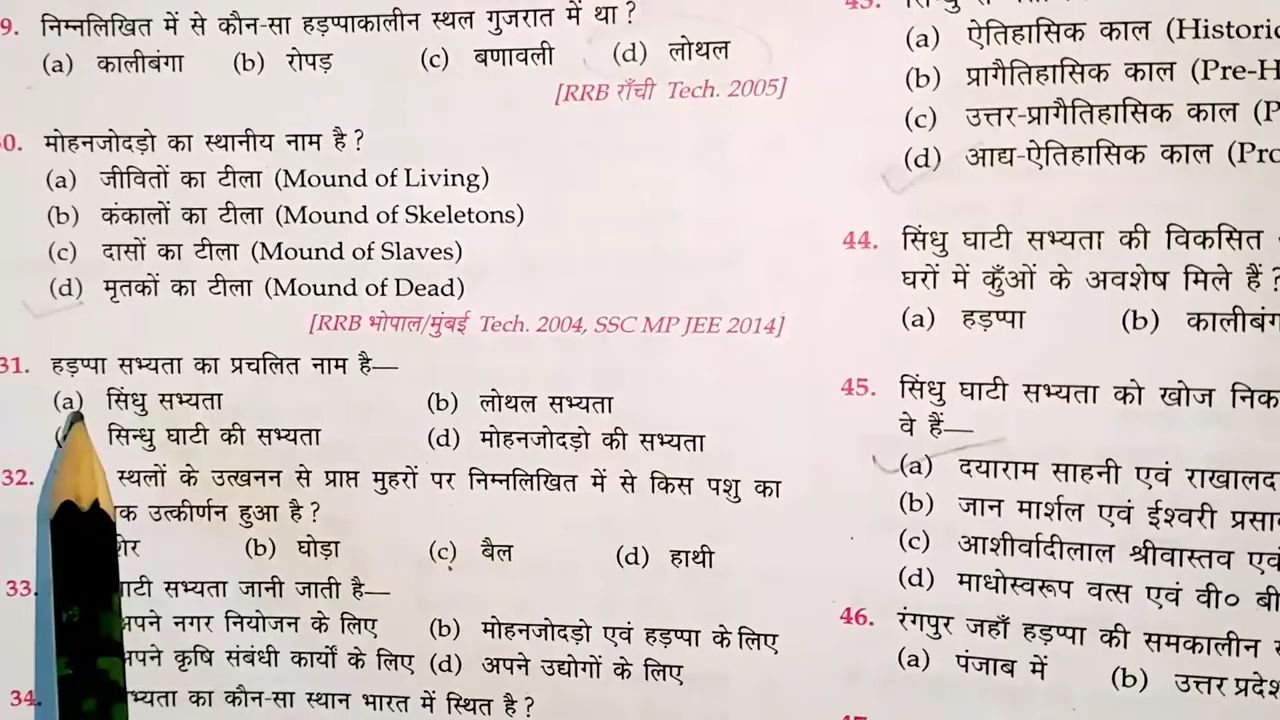 9. निम्नलिखित में से कौन-सा हड़प्पाकालीन स्थल गुजरात में था?
(a) कालीबंगा (b) रोपड़ (c) बणावली (d) लोथल
[RRB राँची Tech. 2005]
0. मोहनजोदड़ो का स्थानीय नाम है?
(a) जीवितों का टीला (Mound of Living)
(b) कंकालों का टीला (Mound of Skeletons)
(c) दासों का टीला (Mound of Slaves)
(d) मृतकों का टीला (Mound of Dead)
[RRB भोपाल/मुंबई Tech. 2004, SSC MP JEE 2014]
31. हड़प्पा सभ्यता का प्रचलित नाम है—
(a) सिंधु सभ्यता (b) लोथल सभ्यता
सिन्धु घाटी की सभ्यता (d) मोहनजोदड़ो की सभ्यता
32. स्थलों के उत्खनन से प्राप्त मुहरों पर निम्नलिखित में से किस पशु का
उत्कीर्णन हुआ है?
(b) घोड़ा (c) बैल (d) हाथी
33. सभ्यता जानी जाती है—
नगर नियोजन के लिए (b) मोहनजोदड़ो एवं हड़प्पा के लिए
कृषि संबंधी कार्यों के लिए (d) अपने उद्योगों के लिए
34. का कौन-सा स्थान भारत में स्थित है?
(a) ऐतिहासिक काल (Historic
(b) प्रागैतिहासिक काल (Pre-H
(c) उत्तर-प्रागैतिहासिक काल (P
(d) आद्य-ऐतिहासिक काल (Pro
44. सिंधु घाटी सभ्यता की विकसित
घरों में कुँओं के अवशेष मिले हैं?
(a) हड़प्पा (b) कालीबंग
45. सिंधु घाटी सभ्यता को खोज निक
वे हैं—
(a) दयाराम साहनी एवं राखालद
(b) जान मार्शल एवं ईश्वरी प्रसा
(c) आशीर्वादीलाल श्रीवास्तव एवं
(d) माधोस्वरूप वत्स एवं वी० बी
46. रंगपुर जहाँ हड़प्पा की समकालीन
(a) पंजाब में (b) उत्तर प्रदेश